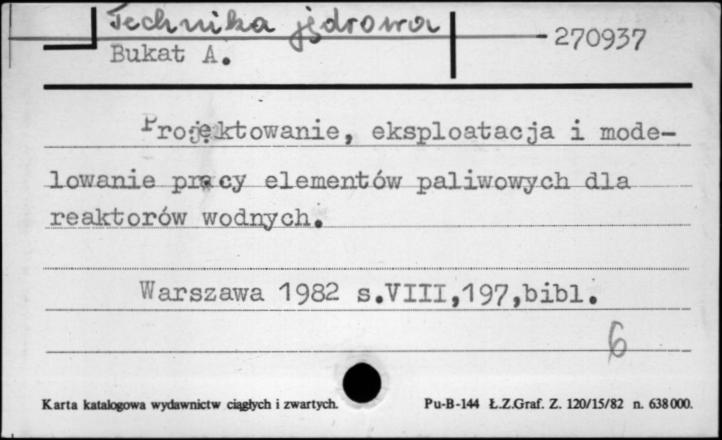 Technika jędrowa
Bukat A.
270937
Projektowanie, eksploatacja i mode-
lowanie pracy elementów paliwowych dla
reaktorów wodnych.
Warszawa 1982 s.VIII,197,bibl.
6
Karta katalogowa wydawnictw ciągłych i zwartych. Pu-B-144 Ł.Z.Graf. Z. 120/15/82 n. 638000.